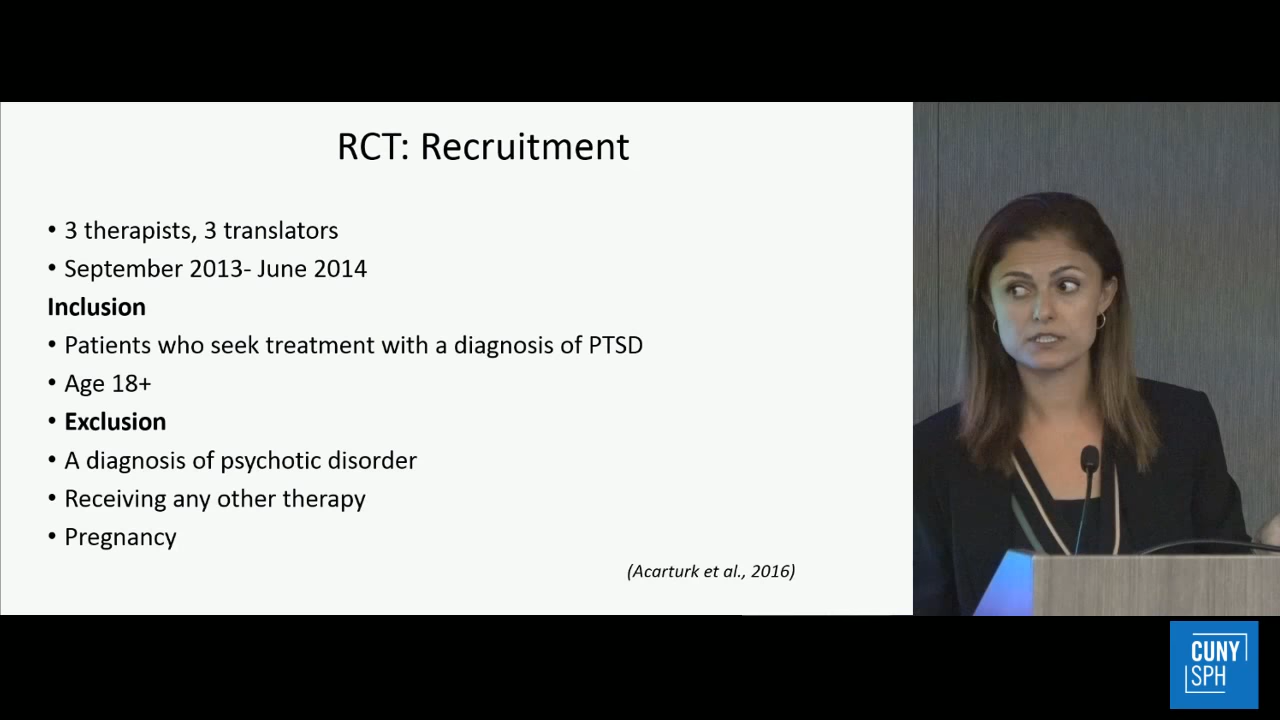 RCT: Recruitment
• 3 therapists, 3 translators
• September 2013- June 2014
Inclusion
• Patients who seek treatment with a diagnosis of PTSD
• Age 18+
• Exclusion
• A diagnosis of psychotic disorder
• Receiving any other therapy
• Pregnancy
(Acarturk et al., 2016)
CUNY
SPH